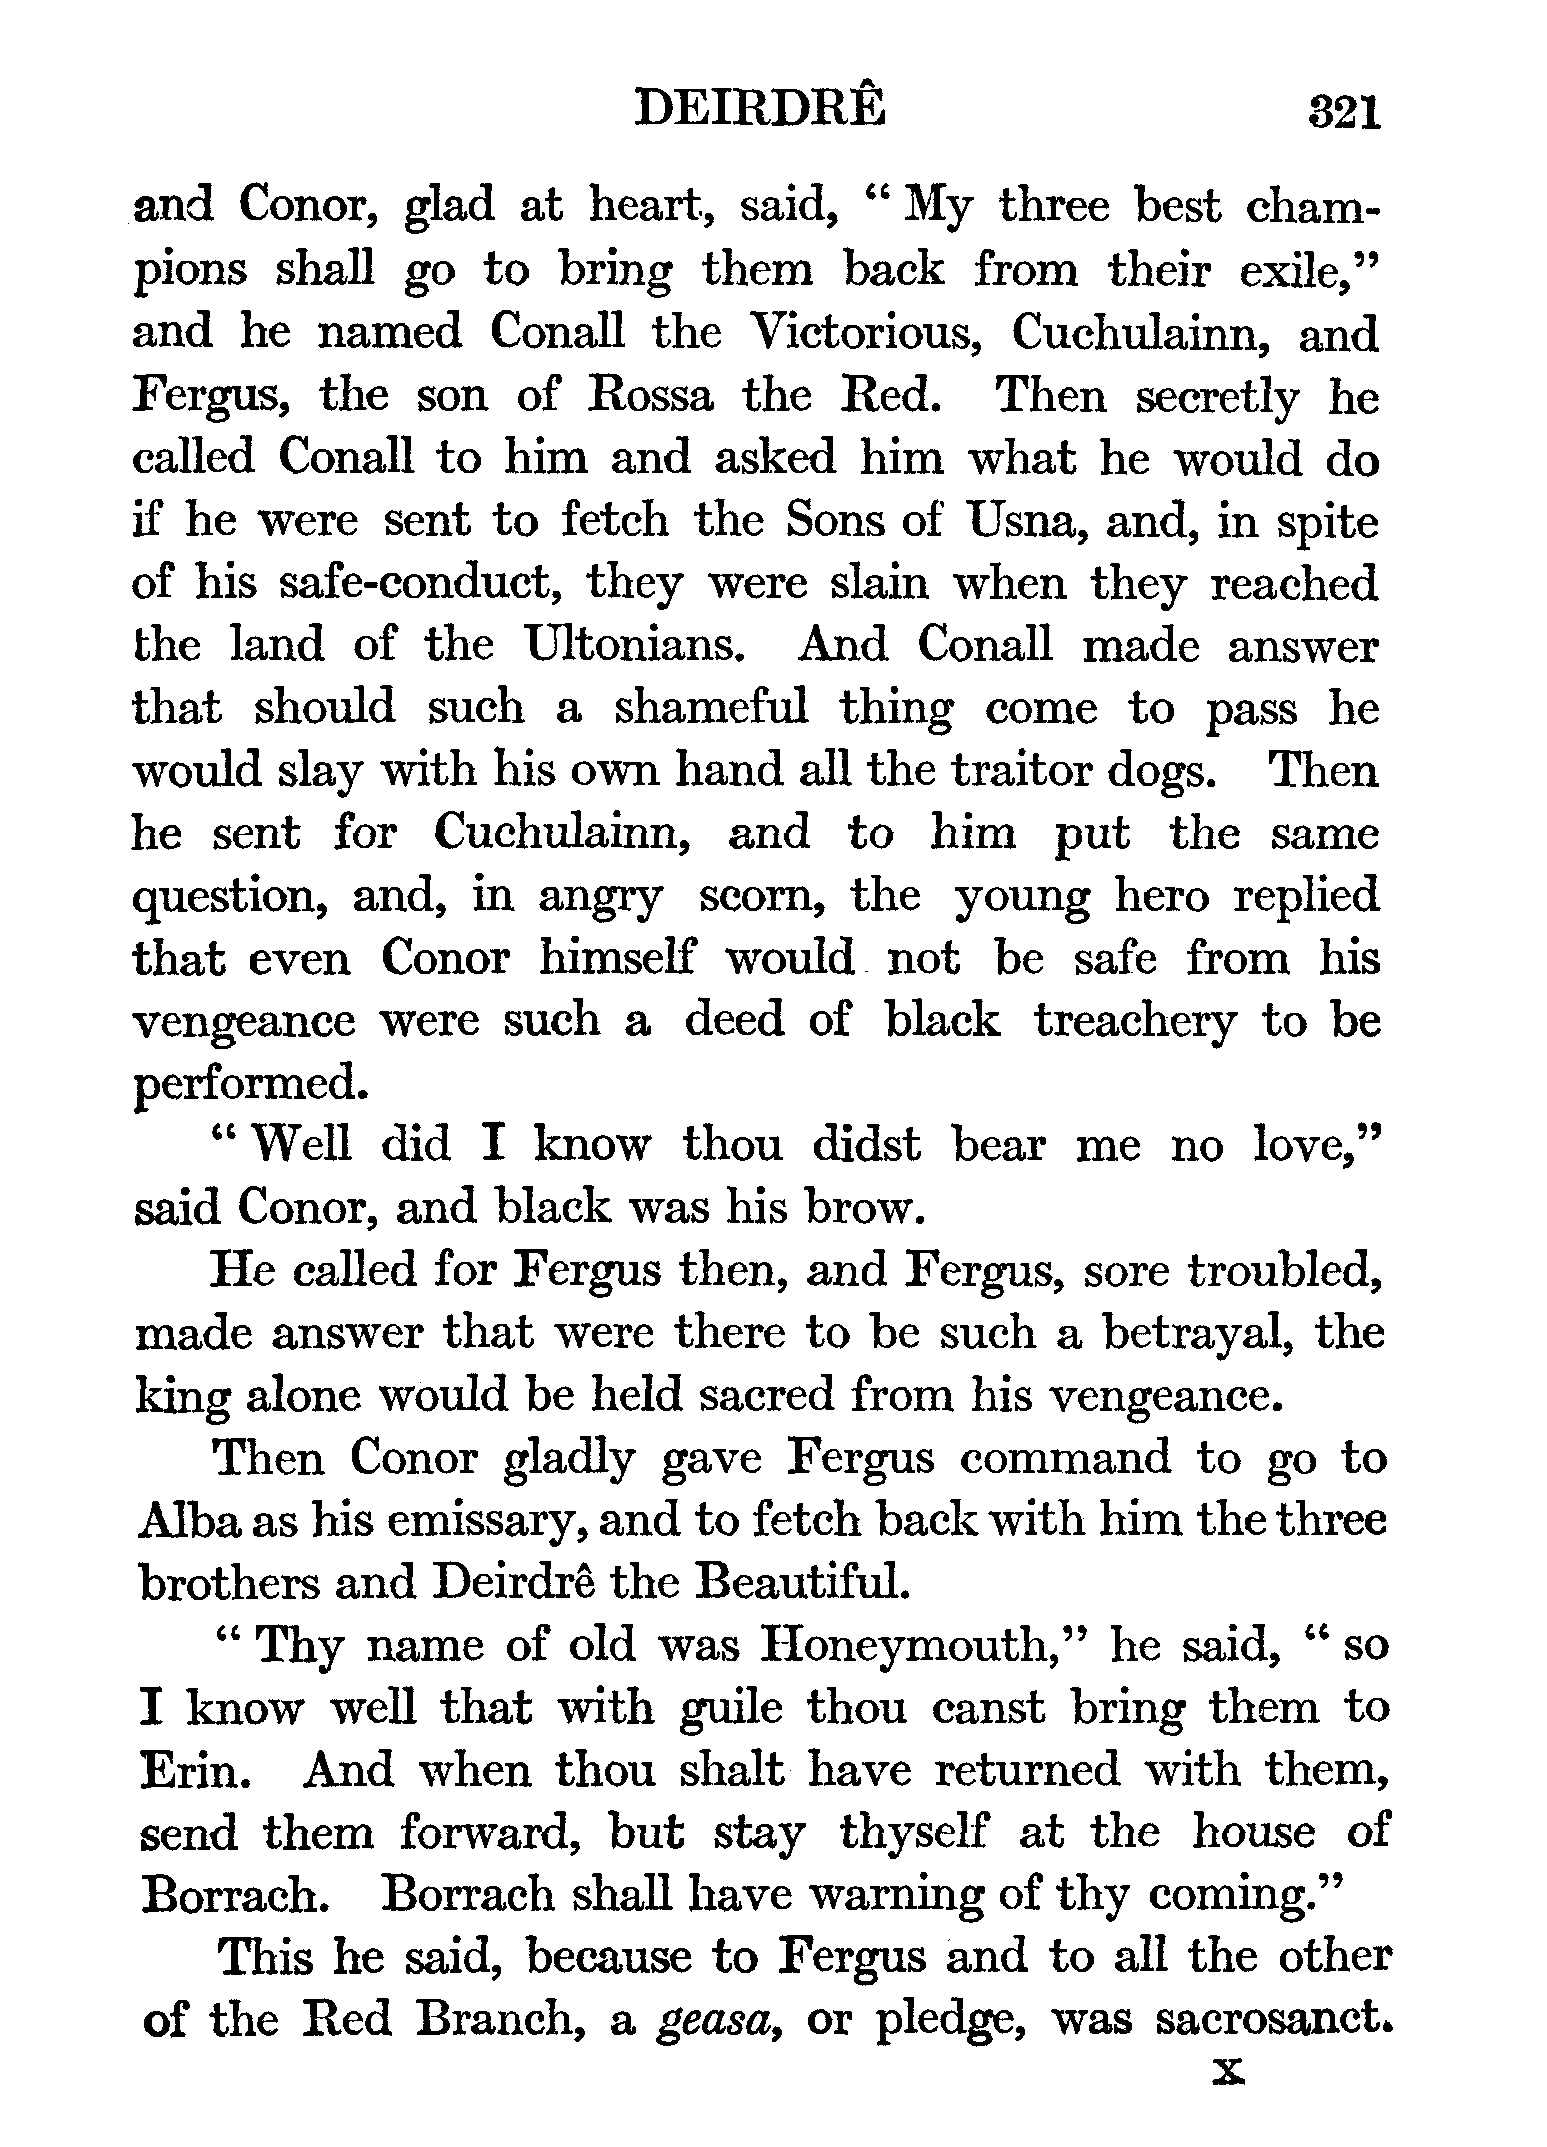 DEIRDRÊ 321
and Conor, glad at heart, said, “ My three best cham-
pions shall go to bring them back from their exile,”
and he named Conall the Victorious, Cuchulainn, and
Fergus, the son of Rossa the Red. Then secretly he
called Conall to him and asked him what he would do
if he were sent to fetch the Sons of Usna, and, in spite
of his safe-conduct, they were slain when they reached
the land of the Ultonians. And Conall made answer
that should such a shameful thing come to pass he
would slay with his own hand all the traitor dogs. Then
he sent for Cuchulainn, and to him put the same
question, and, in angry scorn, the young hero replied
that even Conor himself would not be safe from his
vengeance were such a deed of black treachery to be
performed.
“ Well did I know thou didst bear me no love,”
said Conor, and black was his brow.
He called for Fergus then, and Fergus, sore troubled,
made answer that were there to be such a betrayal, the
king alone would be held sacred from his vengeance.
Then Conor gladly gave Fergus command to go to
Alba as his emissary, and to fetch back with him the three
brothers and Deirdrê the Beautiful.
“ Thy name of old was Honeymouth,” he said, “ so
I know well that with guile thou canst bring them to
Erin. And when thou shalt have returned with them,
send them forward, but stay thyself at the house of
Borrach. Borrach shall have warning of thy coming.”
This he said, because to Fergus and to all the other
of the Red Branch, a geasa, or pledge, was sacrosanct.
X